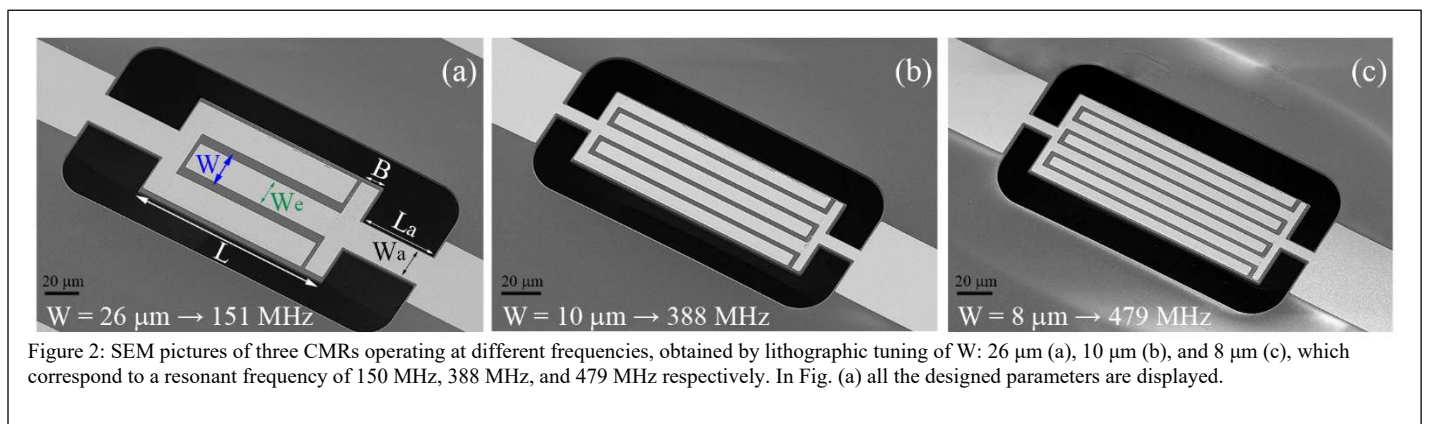 (a)
W
We
B
La
Wa
L
20 μm
W = 26 μm → 151 MHz
(b)
20 μm
W = 10 μm → 388 MHz
(c)
20 μm
W = 8 μm → 479 MHz
Figure 2: SEM pictures of three CMRs operating at different frequencies, obtained by lithographic tuning of W: 26 μm (a), 10 μm (b), and 8 μm (c), which
correspond to a resonant frequency of 150 MHz, 388 MHz, and 479 MHz respectively. In Fig. (a) all the designed parameters are displayed.